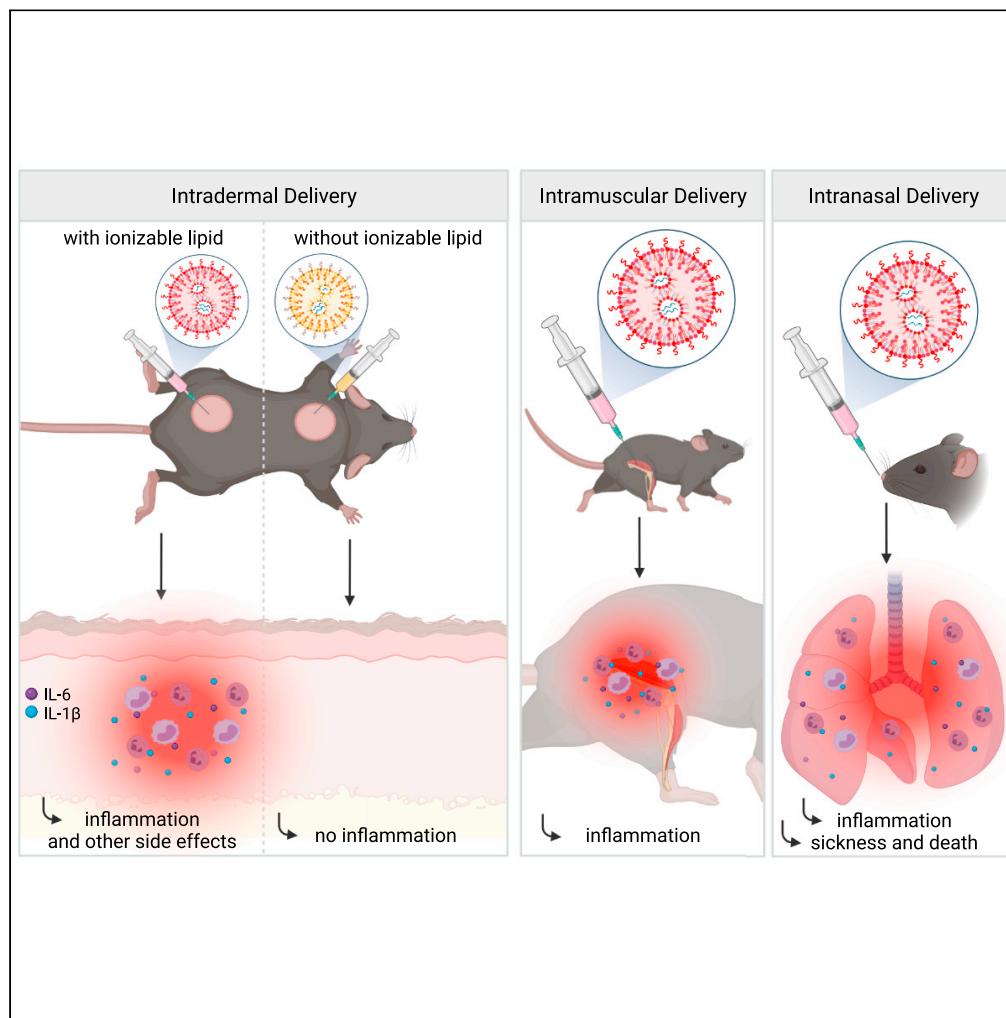 Intradermal Delivery
with ionizable lipid
without ionizable lipid
IL-6
IL-1β
inflammation
and other side effects
no inflammation
Intramuscular Delivery
inflammation
Intranasal Delivery
inflammation
sickness and death